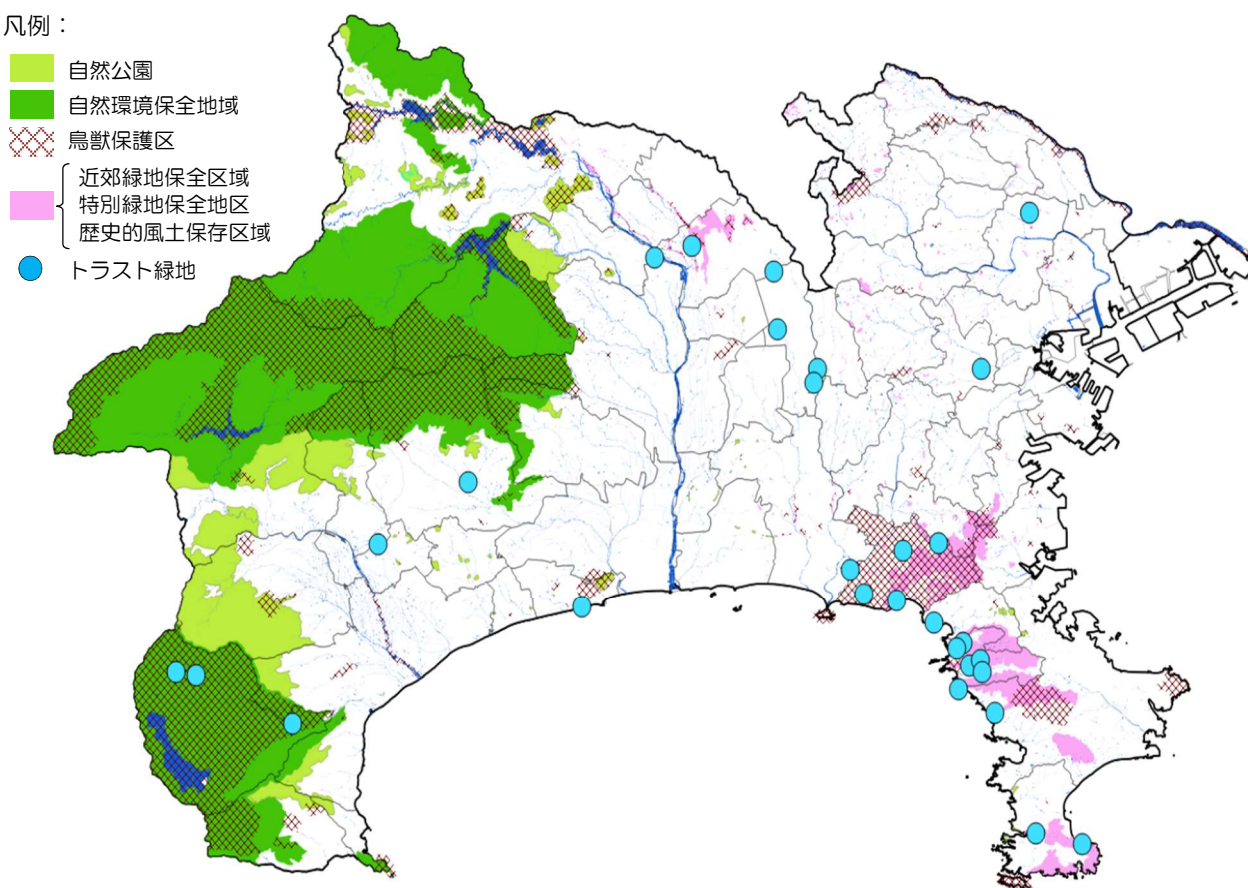 凡例：
自然公園
自然環境保全地域
鳥獣保護区
近郊緑地保全区域
特別緑地保全地区
歴史的風土保存区域
トラスト緑地